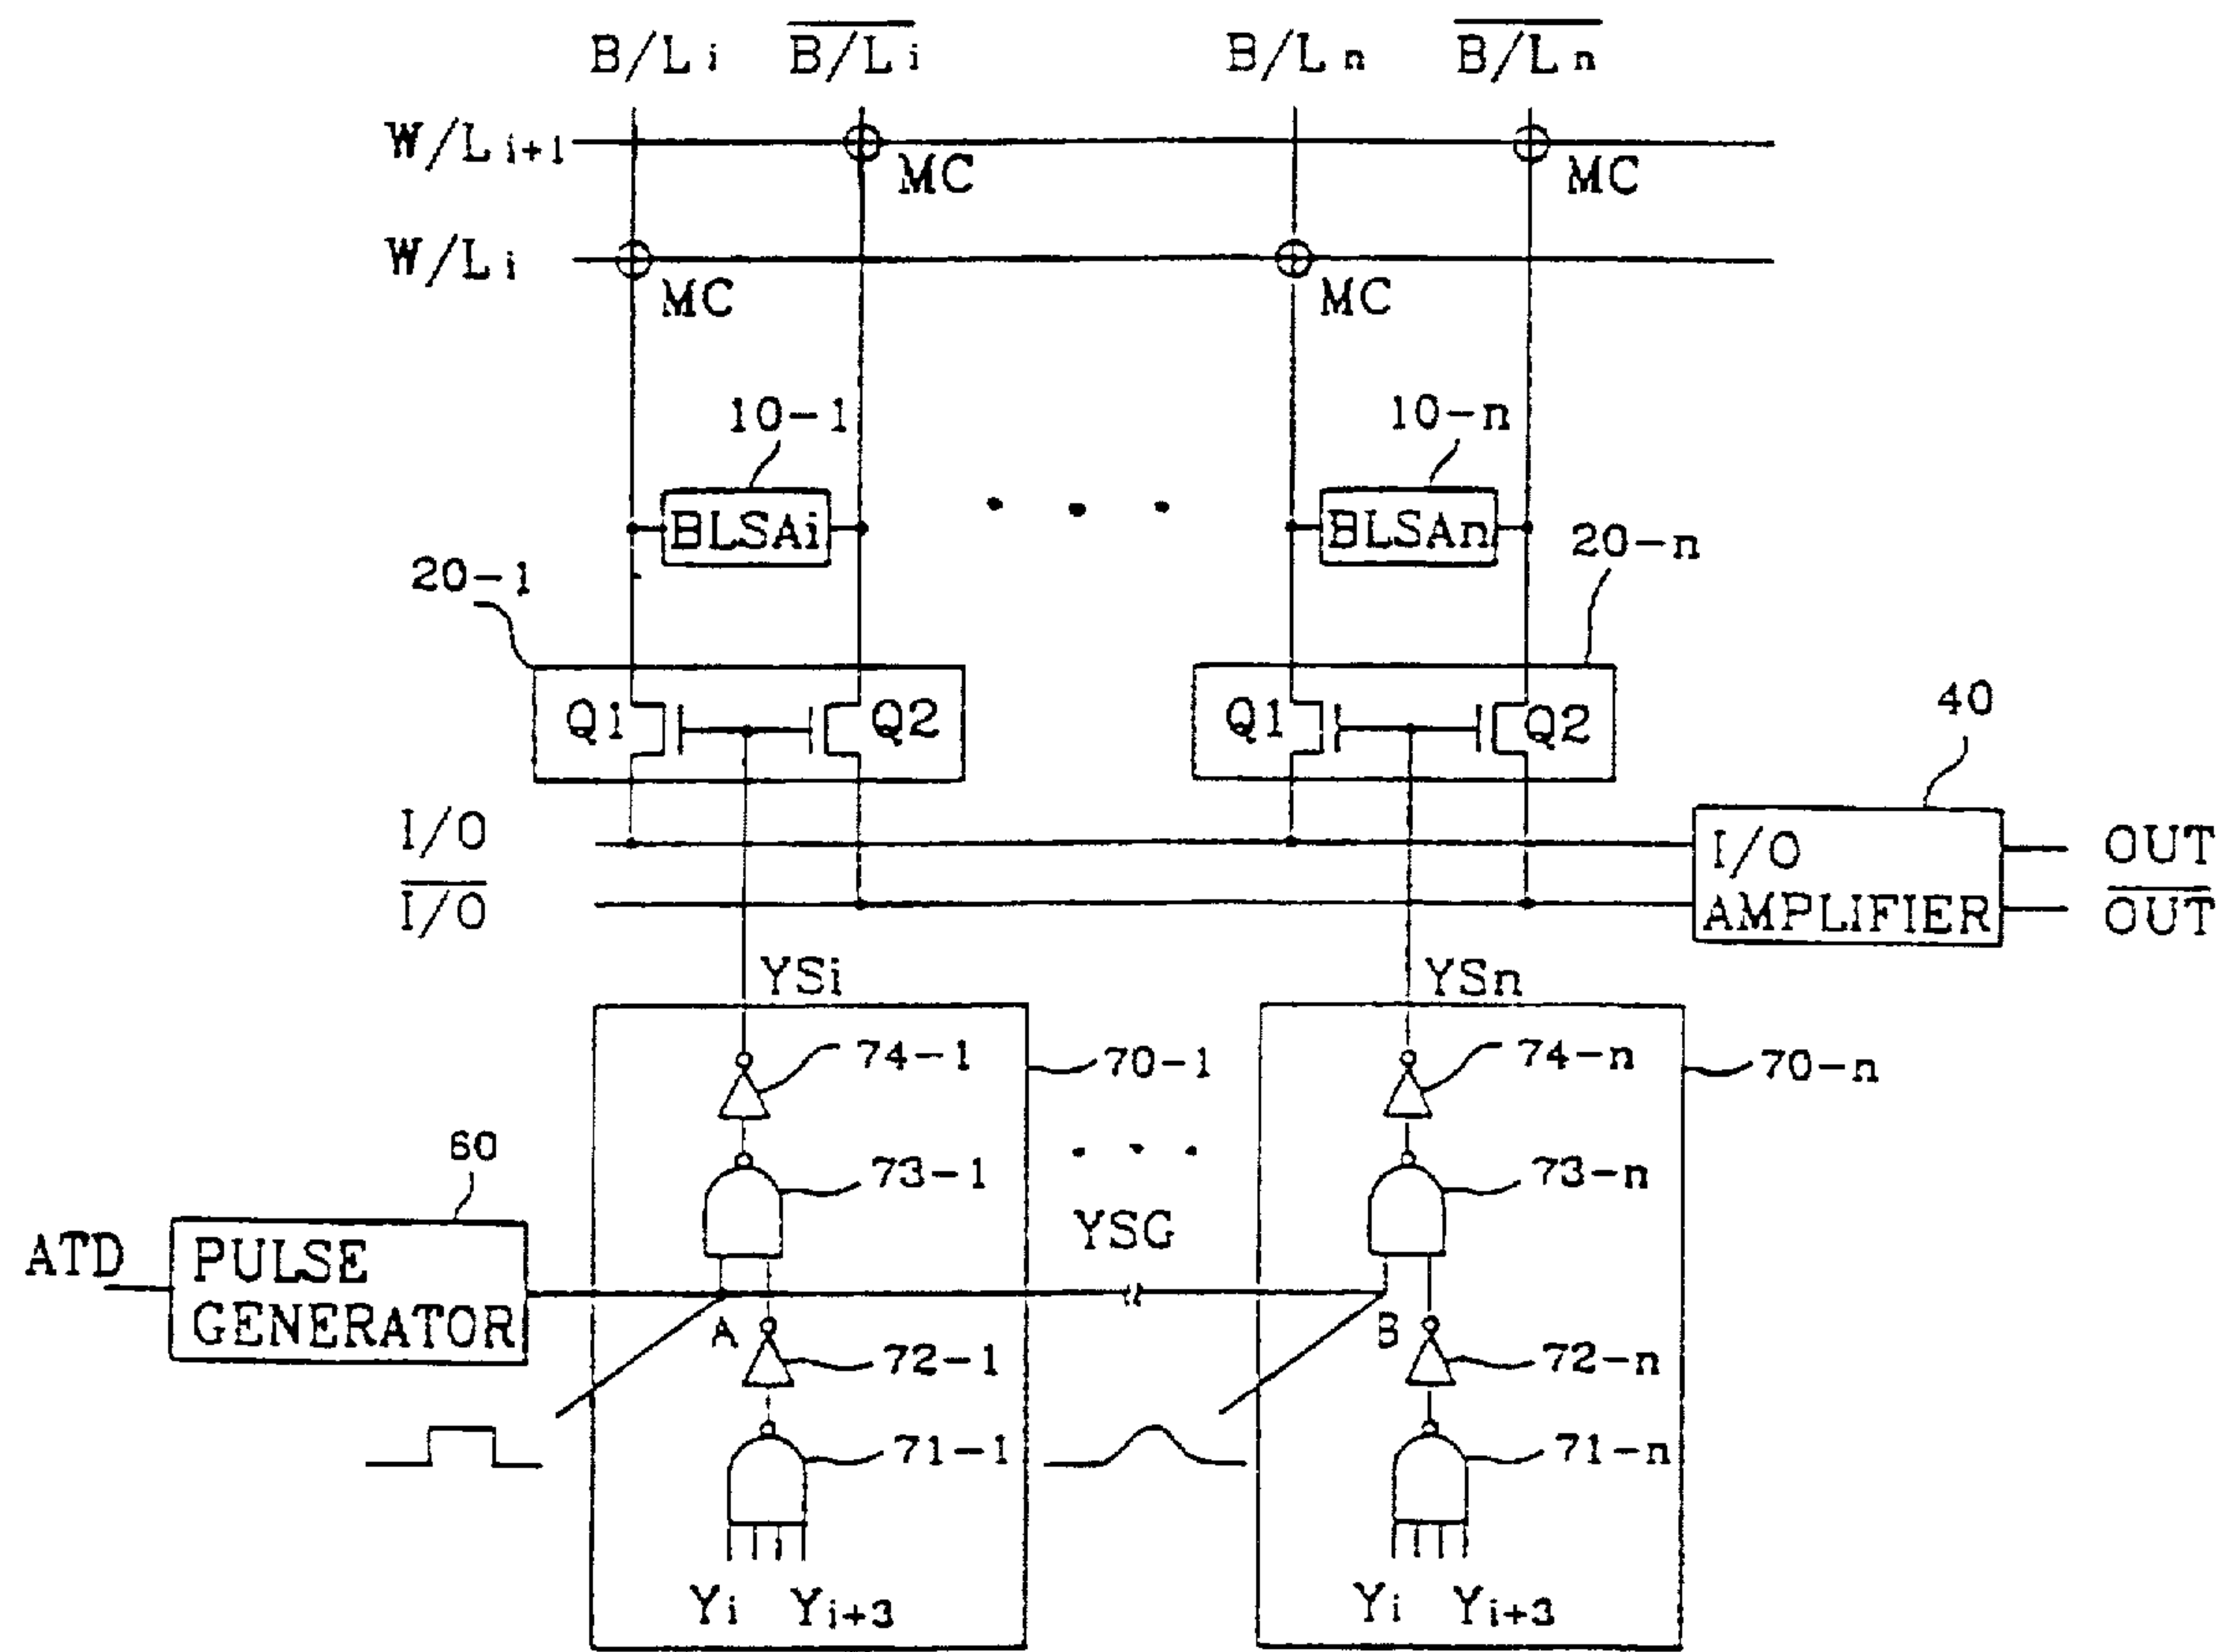 B/Li B/Li B/Ln B/Ln
W/Li+1
MC MC
W/Li
MC MC
10-1 10-n
BLSAi BLSAn
20-1 20-n
Q1 Q2 Q1 Q2
40
I/O
I/O
I/O
AMPLIFIER
OUT
OUT
YSi YSn
74-1 70-1 74-n 70-n
60
73-1 73-n
YSG
ATD
PULSE
GENERATOR
A B
72-1 72-n
71-1 71-n
Yi Yi+3 Yi Yi+3